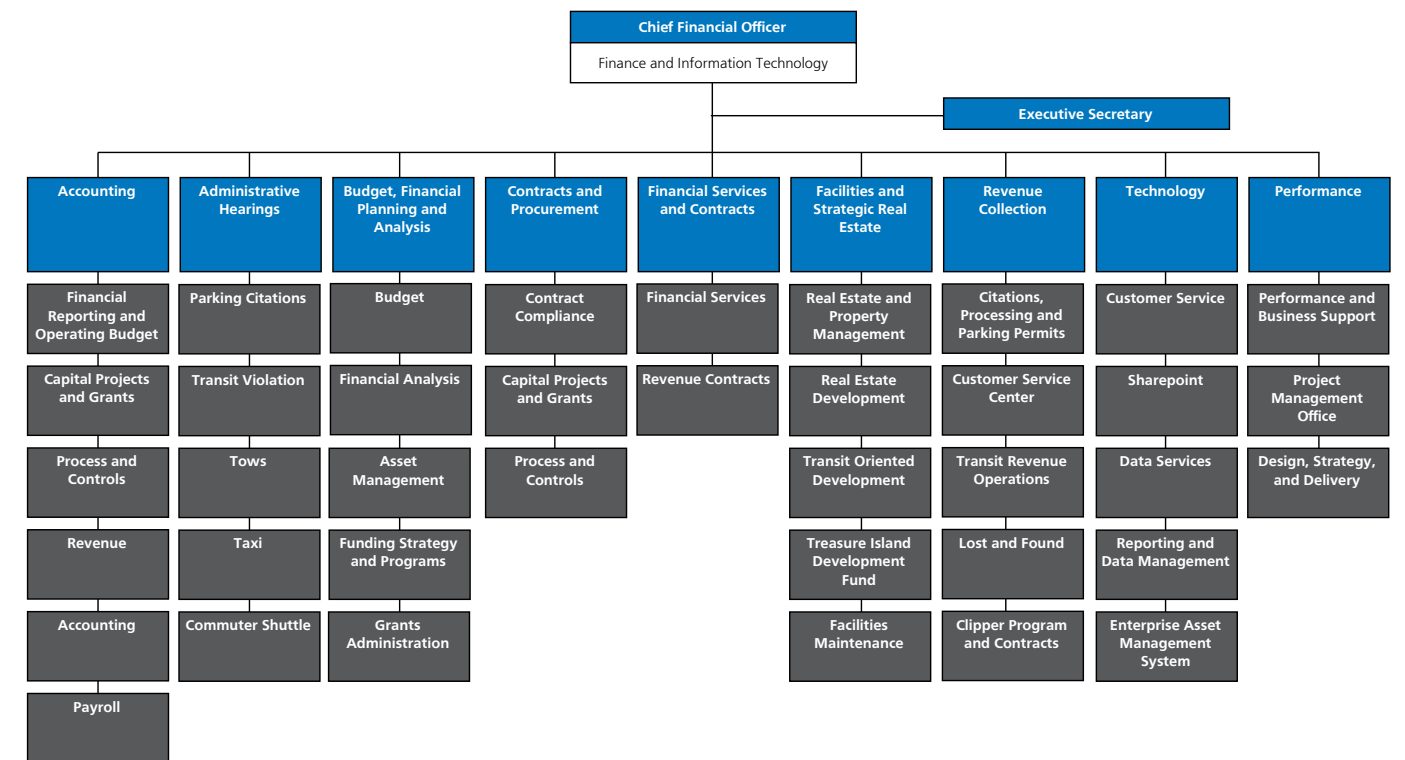 Chief Financial Officer
Finance and Information Technology
Executive Secretary
Accounting
Financial
Reporting and
Operating Budget
Capital Projects
and Grants
Process and
Controls
Revenue
Accounting
Payroll
Administrative
Hearings
Parking Citations
Transit Violation
Tows
Taxi
Commuter Shuttle
Budget, Financial
Planning and
Analysis
Budget
Financial Analysis
Asset
Management
Funding Strategy
and Programs
Grants
Administration
Contracts and
Procurement
Contract
Compliance
Capital Projects
and Grants
Process and
Controls
Financial Services
and Contracts
Financial Services
Revenue Contracts
Facilities and
Strategic Real
Estate
Real Estate and
Property
Management
Real Estate
Development
Transit Oriented
Development
Treasure Island
Development
Fund
Facilities
Maintenance
Revenue
Collection
Citations,
Processing and
Parking Permits
Customer Service
Center
Transit Revenue
Operations
Lost and Found
Clipper Program
and Contracts
Technology
Customer Service
Sharepoint
Data Services
Reporting and
Data Management
Enterprise Asset
Management
System
Performance
Performance and
Business Support
Project
Management
Office
Design, Strategy,
and Delivery